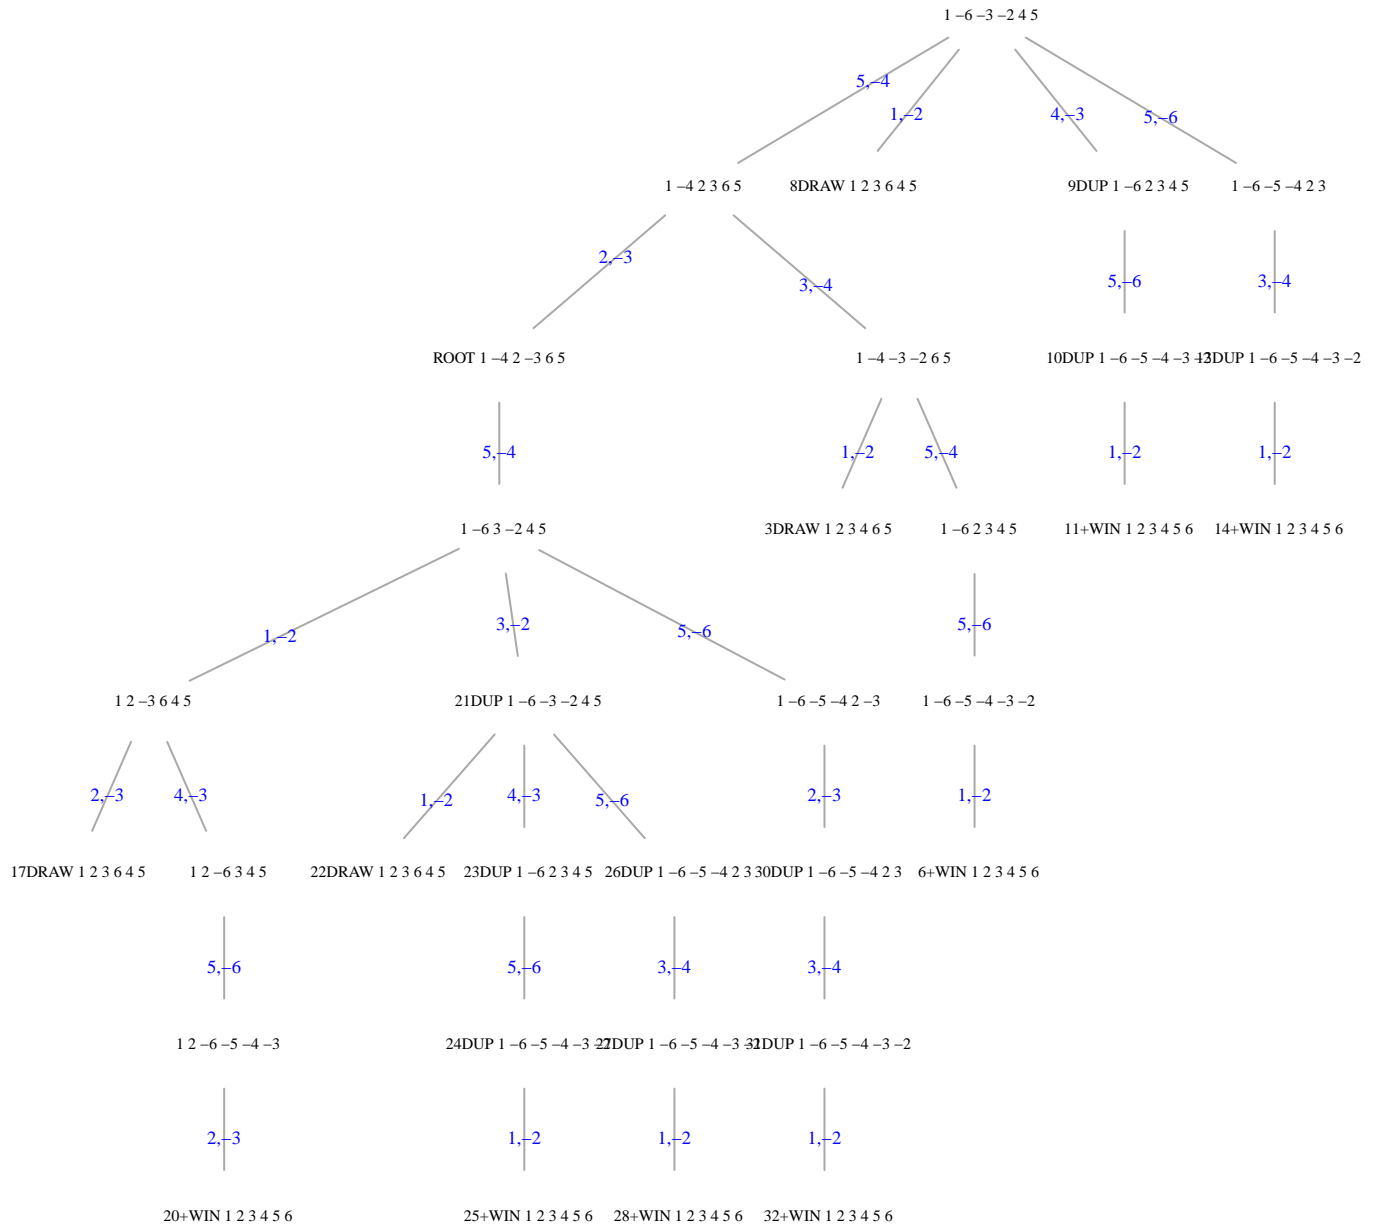 1 –6 –3 –2 4 5
5,–4
1,–2
4,–3
5,–6
1 –4 2 3 6 5
8DRAW 1 2 3 6 4 5
9DUP 1 –6 2 3 4 5
1 –6 –5 –4 2 3
2,–3
3,–4
5,–6
3,–4
ROOT 1 –4 2 –3 6 5
1 –4 –3 –2 6 5
10DUP 1 –6 –5 –4 –3 –2
13DUP 1 –6 –5 –4 –3 –2
5,–4
1,–2
5,–4
1,–2
1,–2
1 –6 3 –2 4 5
3DRAW 1 2 3 4 6 5
1 –6 2 3 4 5
11+WIN 1 2 3 4 5 6
14+WIN 1 2 3 4 5 6
1,–2
3,–2
5,–6
5,–6
1 2 –3 6 4 5
21DUP 1 –6 –3 –2 4 5
1 –6 –5 –4 2 –3
1 –6 –5 –4 –3 –2
2,–3
4,–3
1,–2
4,–3
5,–6
2,–3
1,–2
17DRAW 1 2 3 6 4 5
1 2 –6 3 4 5
22DRAW 1 2 3 6 4 5
23DUP 1 –6 2 3 4 5
26DUP 1 –6 –5 –4 2 3
30DUP 1 –6 –5 –4 2 3
6+WIN 1 2 3 4 5 6
5,–6
5,–6
3,–4
3,–4
1 2 –6 –5 –4 –3
24DUP 1 –6 –5 –4 –3 –2
27DUP 1 –6 –5 –4 –3 –2
31DUP 1 –6 –5 –4 –3 –2
2,–3
1,–2
1,–2
1,–2
20+WIN 1 2 3 4 5 6
25+WIN 1 2 3 4 5 6
28+WIN 1 2 3 4 5 6
32+WIN 1 2 3 4 5 6